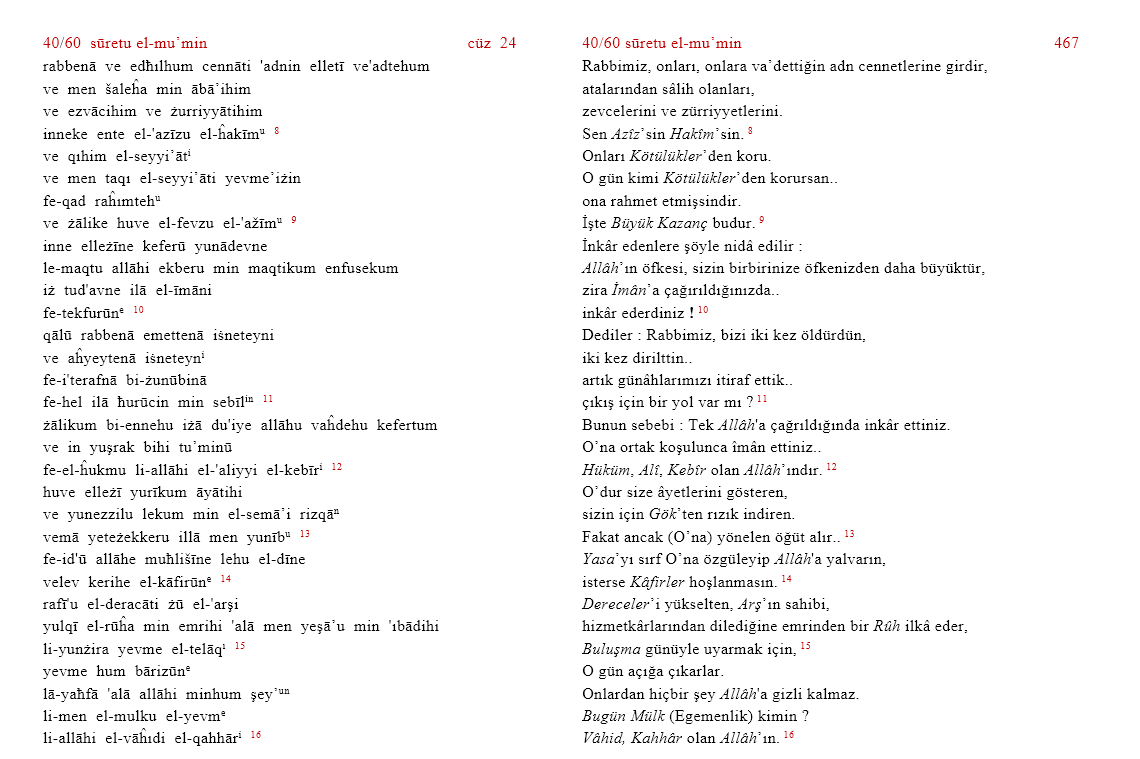 40/60 sūretu el-mu’min cüz 24
rabbenā ve edħılhum cennāti 'adnin elletī ve'adtehum
ve men šaleĥa min ābā’ihim
ve ezvācihim ve żurriyyātihim
inneke ente el-'azīzu el-ĥakīmᵘ 8
ve qıhim el-seyyi’ātⁱ
ve men taqı el-seyyi’āti yevme’iżin
fe-qad raĥımtehᵘ
ve żālike huve el-fevzu el-'ažīmᵘ 9
inne elleżīne keferū yunādevne
le-maqtu allāhi ekberu min maqtikum enfusekum
iż tud'avne ilā el-īmāni
fe-tekfurūnᵉ 10
qālū rabbenā emettenā iśneteyni
ve aĥyeytenā iśneteynⁱ
fe-i'terafnā bi-żunūbinā
fe-hel ilā ħurūcin min sebīlⁱⁿ 11
żālikum bi-ennehu iżā du'iye allāhu vaĥdehu kefertum
ve in yuşrak bihi tu’minū
fe-el-ĥukmu li-allāhi el-'aliyyi el-kebīrⁱ 12
huve elleżī yurīkum āyātihi
ve yunezzilu lekum min el-semā’i rizqāⁿ
vemā yeteżekkeru illā men yunībᵘ 13
fe-id'ū allāhe muħlišīne lehu el-dīne
velev kerihe el-kāfirūnᵉ 14
rafī'u el-deracāti żū el-'arşi
yulqī el-rūĥa min emrihi 'alā men yeşā’u min 'ıbādihi
li-yunżira yevme el-telāqⁱ 15
yevme hum bārizūnᵉ
lā-yaħfā 'alā allāhi minhum şey’ᵘⁿ
li-men el-mulku el-yevmᵉ
li-allāhi el-vāĥıdi el-qahhārⁱ 16
40/60 sūretu el-mu’min 467
Rabbimiz, onları, onlara va’dettiğin adn cennetlerine girdir,
atalarından sâlih olanları,
zevcelerini ve zürriyyetlerini.
Sen Azîz’sin Hakîm’sin. 8
Onları Kötülükler’den koru.
O gün kimi Kötülükler’den korursan..
ona rahmet etmişsindir.
İşte Büyük Kazanç budur. 9
İnkâr edenlere şöyle nidâ edilir :
Allâh’ın öfkesi, sizin birbirinize öfkenizden daha büyüktür,
zira İmân’a çağırıldığınızda..
inkâr ederdiniz ! 10
Dediler : Rabbimiz, bizi iki kez öldürdün,
iki kez dirilttin..
artık günâhlarımızı itiraf ettik..
çıkış için bir yol var mı ? 11
Bunun sebebi : Tek Allâh'a çağrıldığında inkâr ettiniz.
O’na ortak koşulunca îmân ettiniz..
Hüküm, Alî, Kebîr olan Allâh’ındır. 12
O’dur size âyetlerini gösteren,
sizin için Gök’ten rızık indiren.
Fakat ancak (O’na) yönelen öğüt alır.. 13
Yasa’yı sırf O’na özgüleyip Allâh'a yalvarın,
isterse Kâfirler hoşlanmasın. 14
Dereceler’i yükselten, Arş’ın sahibi,
hizmetkârlarından dilediğine emrinden bir Rûh ilkâ eder,
Buluşma günüyle uyarmak için, 15
O gün açığa çıkarlar.
Onlardan hiçbir şey Allâh'a gizli kalmaz.
Bugün Mülk (Egemenlik) kimin ?
Vâhid, Kahhâr olan Allâh’ın. 16